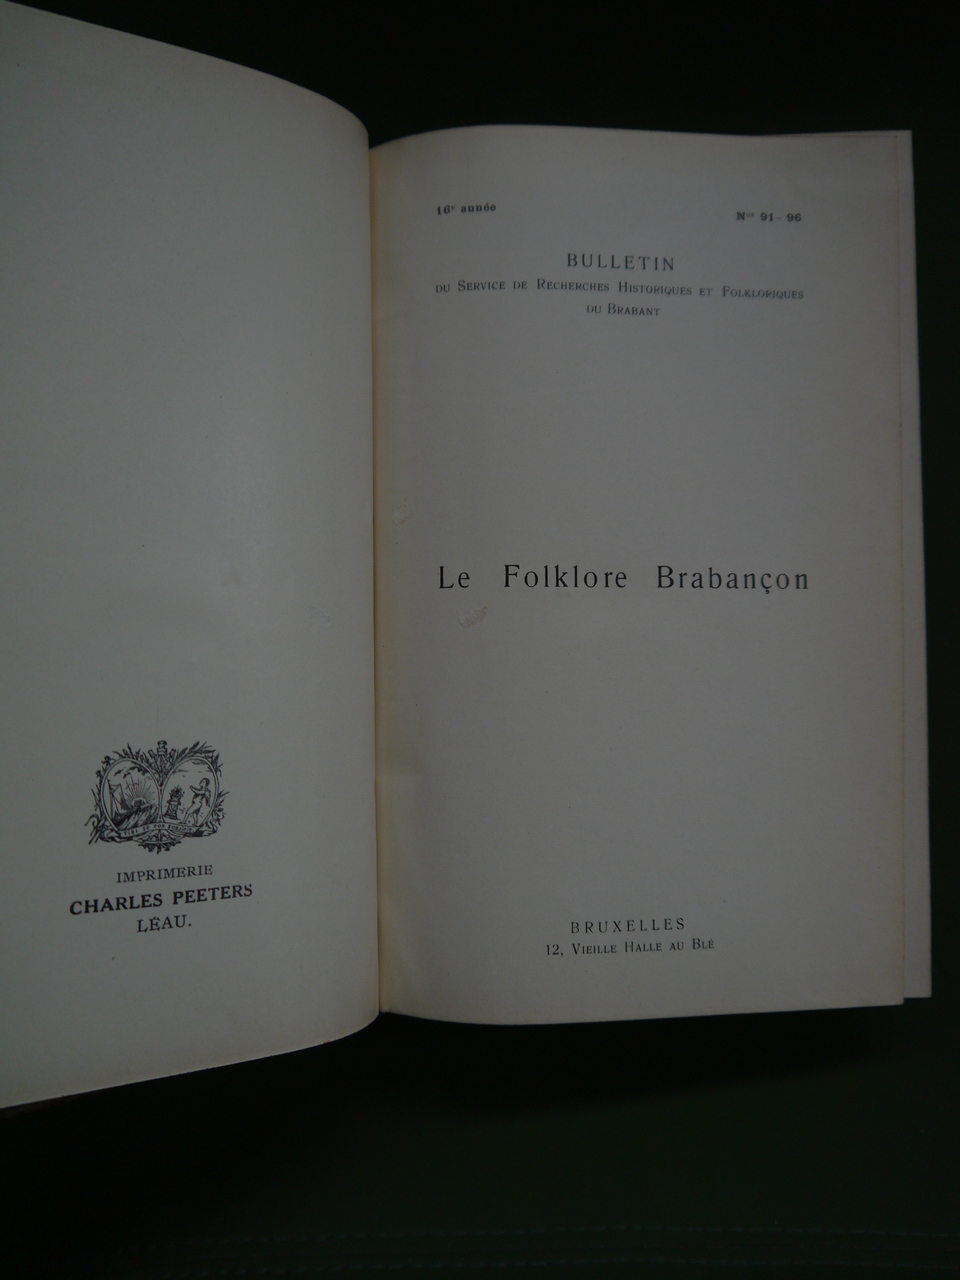 IMPRIMERIE
CHARLES PEETERS
LÉAU.
16e année
Nos 91-96
BULLETIN
DU SERVICE DE RECHERCHES HISTORIQUES ET FOLKLORIQUES
DU BRABANT
Le Folklore Brabançon
BRUXELLES
12, VIEILLE HALLE AU BLÉ